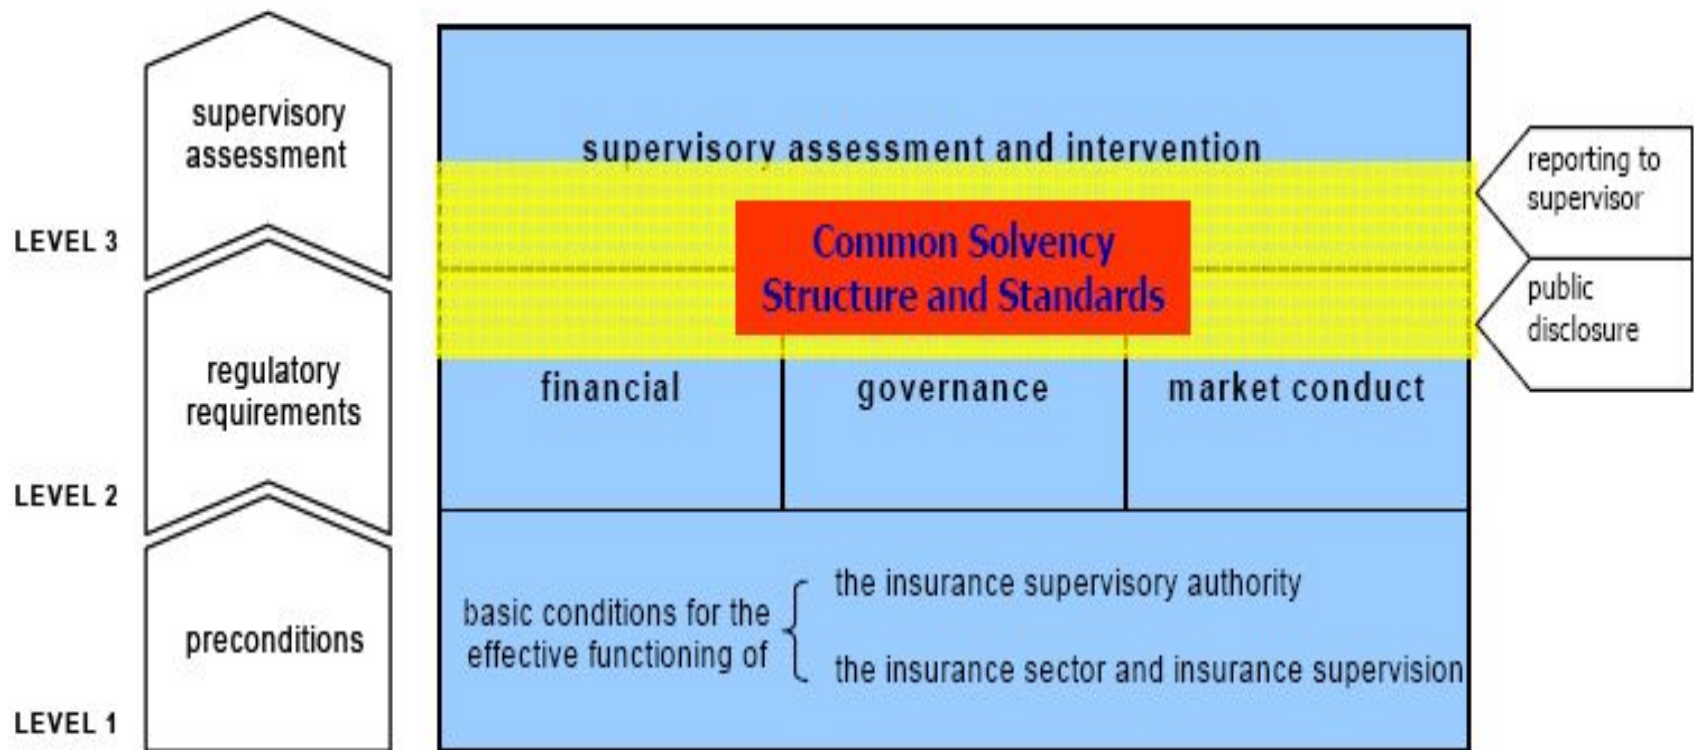 supervisory
assessment
LEVEL 3
regulatory
requirements
LEVEL 2
preconditions
LEVEL 1
supervisory assessment and intervention
Common Solvency
Structure and Standards
financial
governance
market conduct
basic conditions for the
effective functioning of
the insurance supervisory authority
the insurance sector and insurance supervision
reporting to
supervisor
public
disclosure